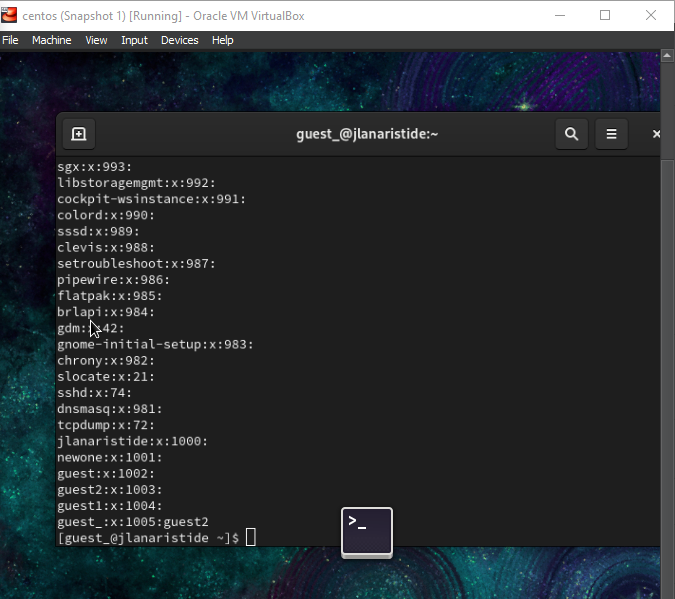 centos (Snapshot 1) [Running] - Oracle VM VirtualBox
File Machine View Input Devices Help
guest_@jlanaristide:~
sgx:x:993:
libstoragemgmt:x:992:
cockpit-wsinstance:x:991:
colord:x:990:
sssd:x:989:
clevis:x:988:
setroubleshoot:x:987:
pipewire:x:986:
flatpak:x:985:
brlapi:x:984:
gdm:x:42:
gnome-initial-setup:x:983:
chrony:x:982:
slocate:x:21:
sshd:x:74:
dnsmasq:x:981:
tcpdump:x:72:
jlanaristide:x:1000:
newone:x:1001:
guest:x:1002:
guest2:x:1003:
guest1:x:1004:
guest_:x:1005:guest2
[guest_@jlanaristide ~]$
>_